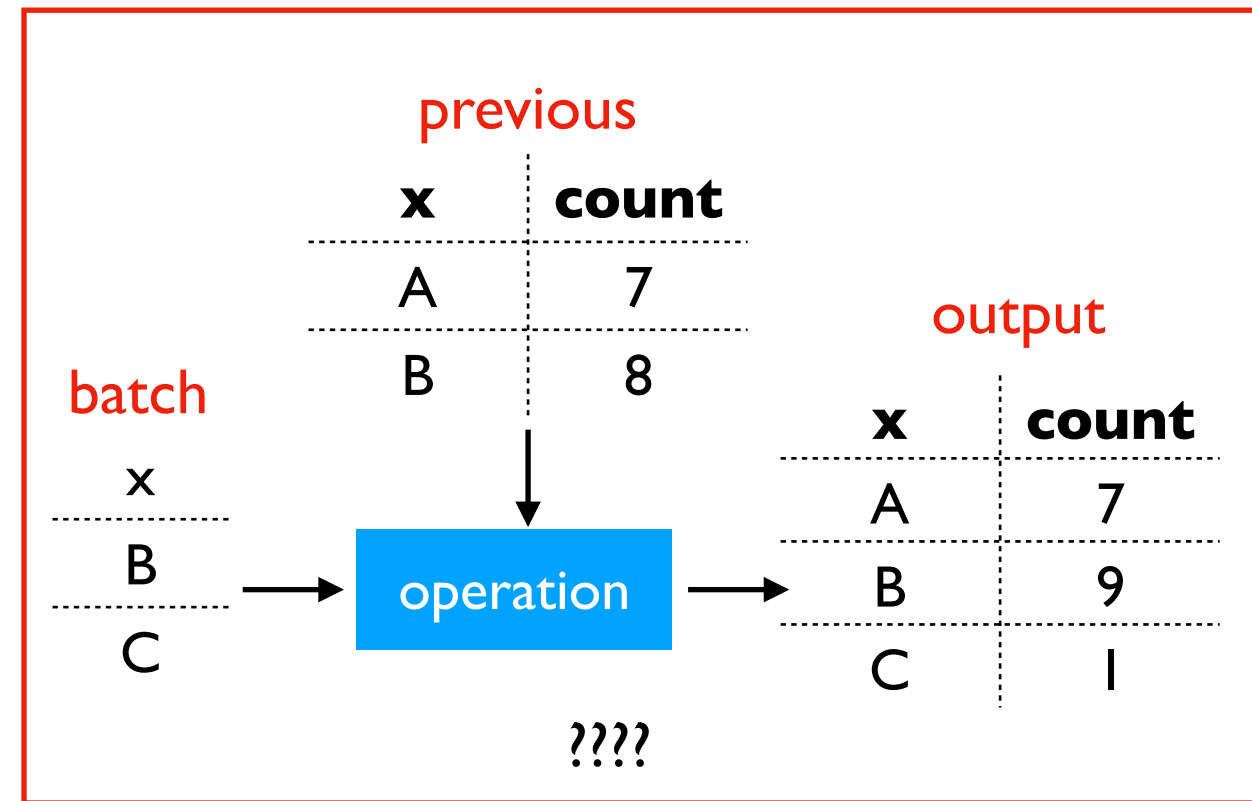 previous
x count
A 7
B 8
batch
x
B
C
operation
????
output
x count
A 7
B 9
C 1